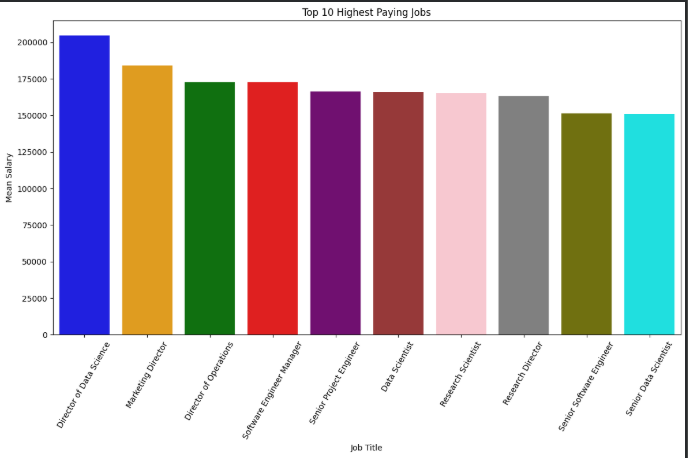 Top 10 Highest Paying Jobs
Mean Salary
200000
175000
150000
125000
100000
75000
50000
25000
0
Director of Data Science
Marketing Director
Director of Operations
Software Engineer Manager
Senior Project Engineer
Data Scientist
Research Scientist
Research Director
Senior Software Engineer
Senior Data Scientist
Job Title